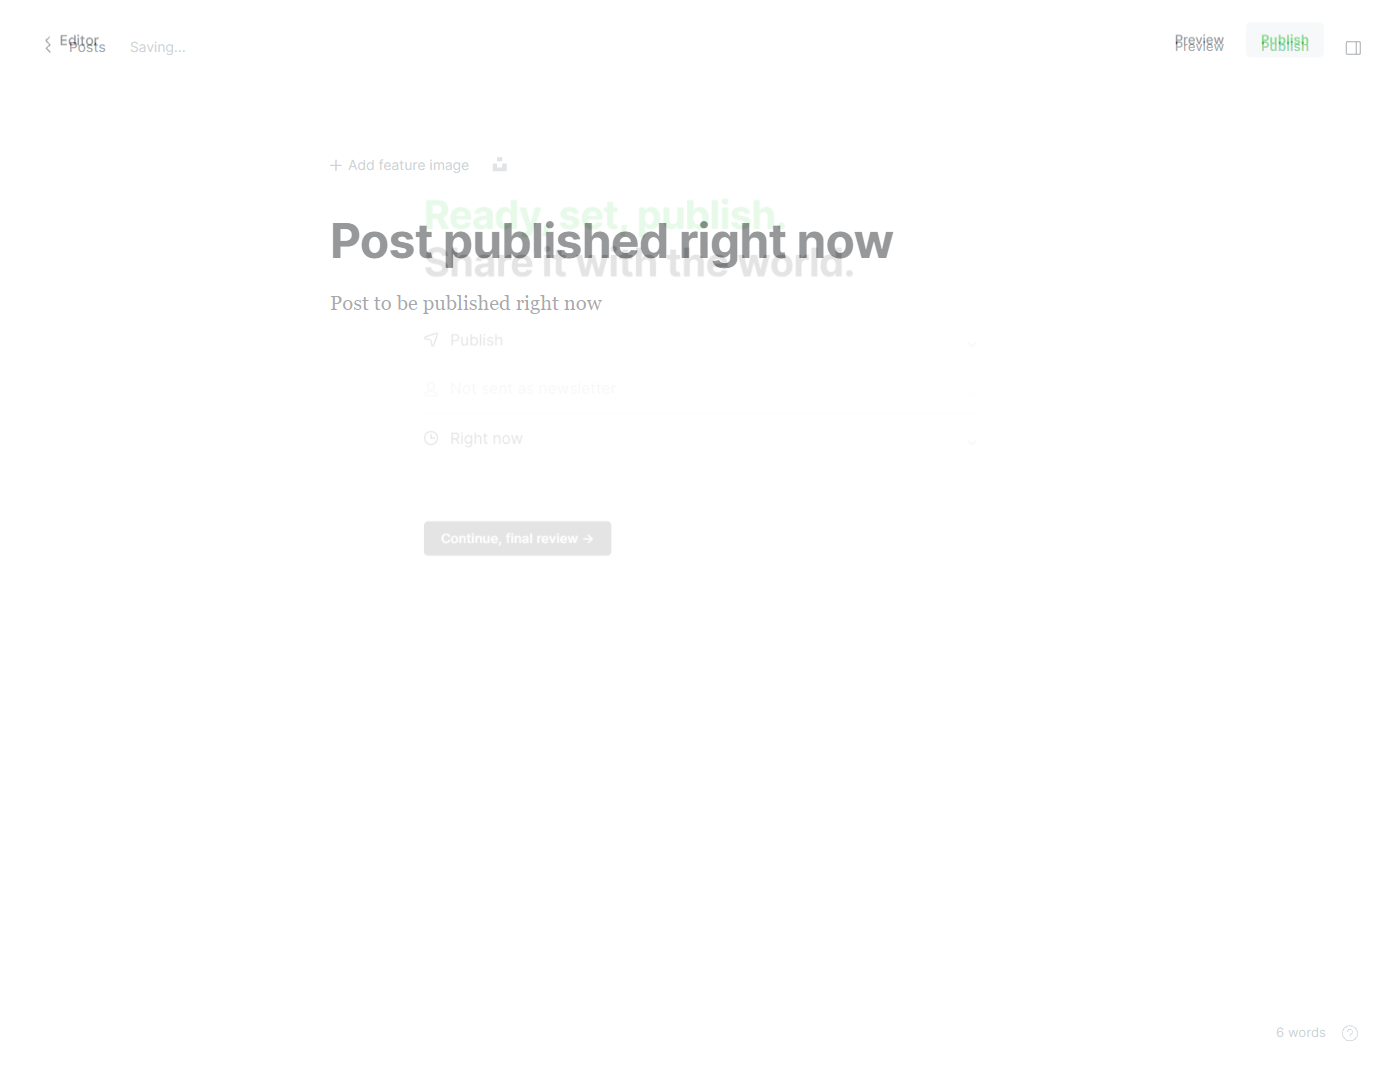 Editor
Posts Saving...
Preview Publish
Preview Publish
Add feature image
Ready, set, publish.
Post published right now
Share it with the world.
Post to be published right now
Publish
Not sent as newsletter
Right now
Continue, final review →
6 words